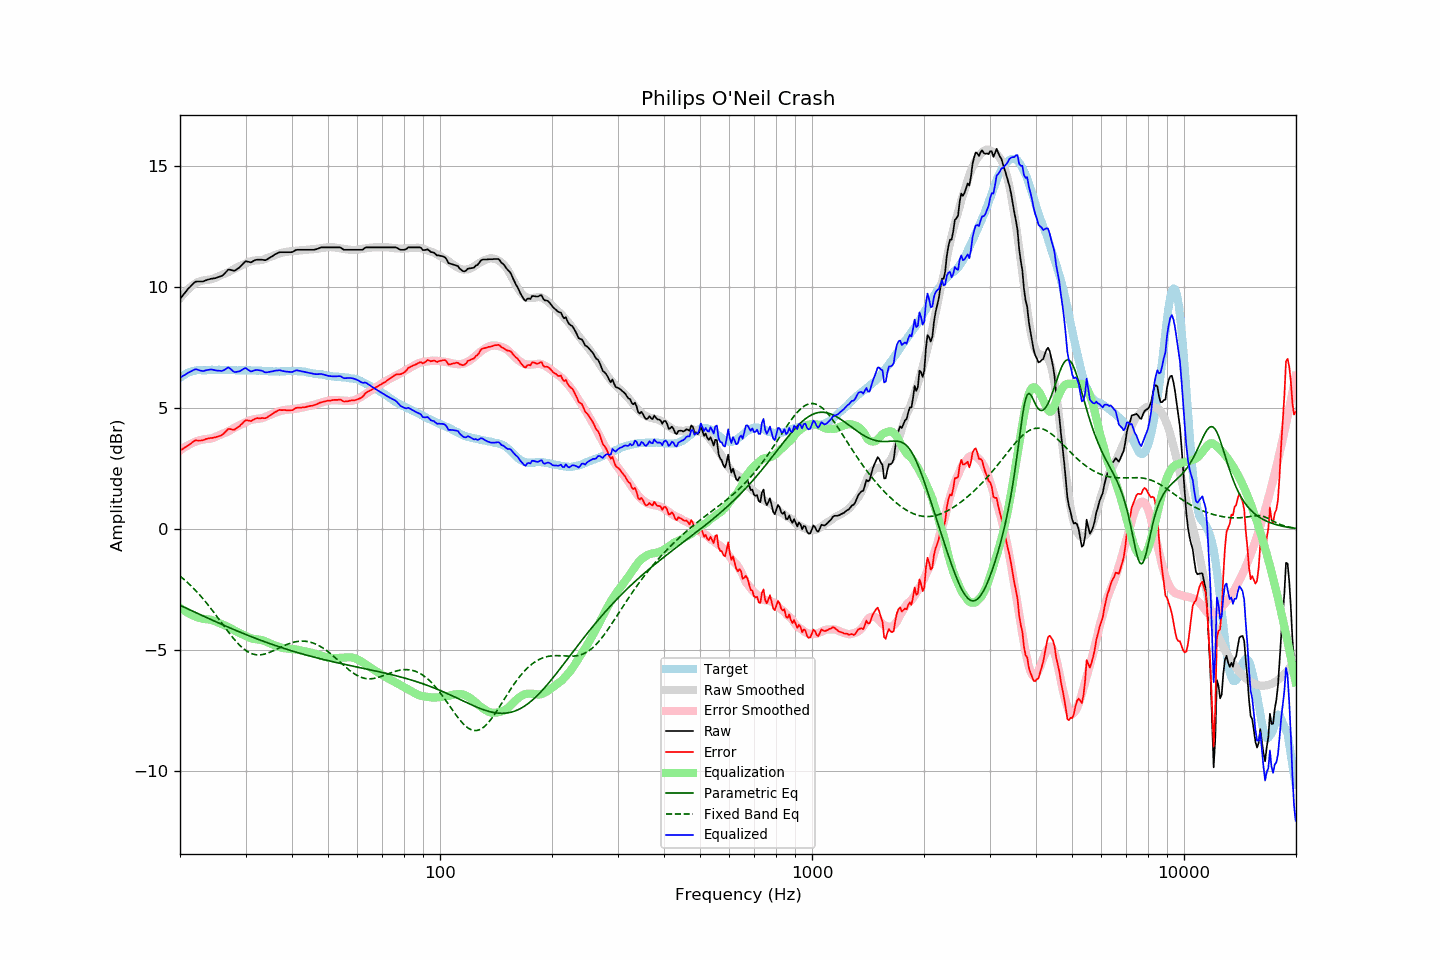 Philips O'Neil Crash
15
10
5
0
−5
−10
Amplitude (dBr)
Target
Raw Smoothed
Error Smoothed
Raw
Error
Equalization
Parametric Eq
Fixed Band Eq
Equalized
100
1000
10000
Frequency (Hz)